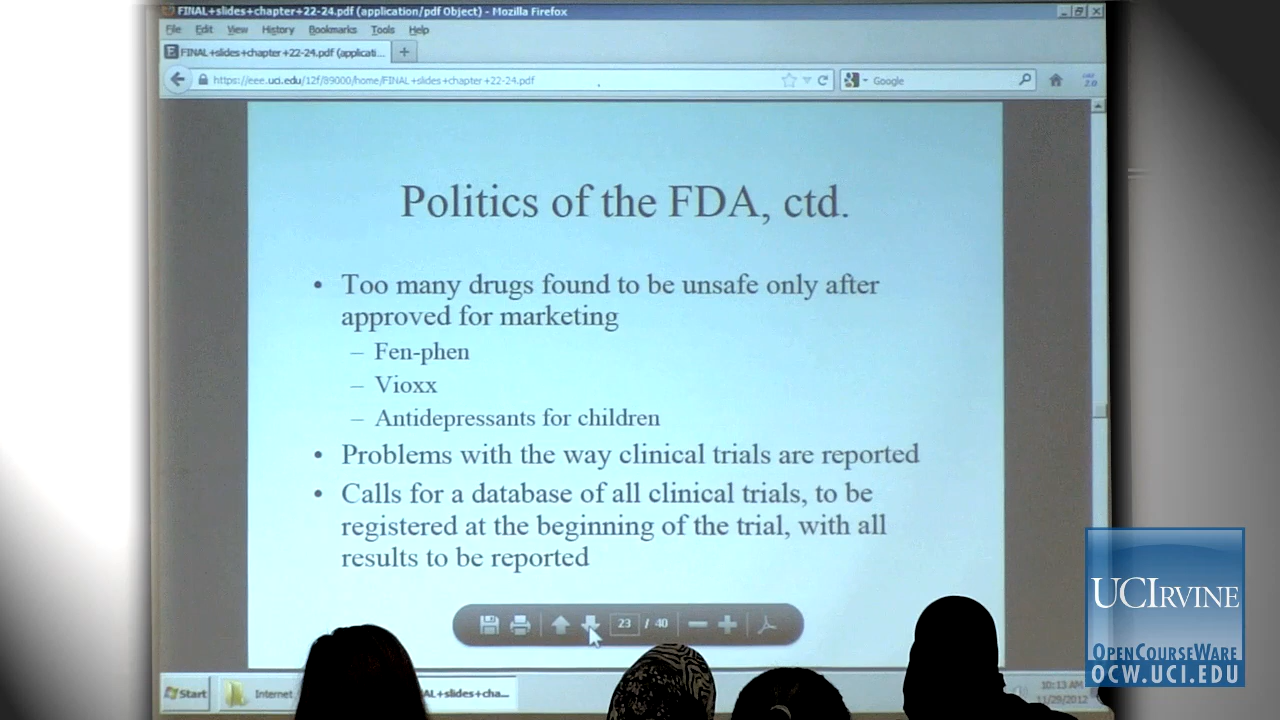 FINAL+slides+chapter+22-24.pdf (application/pdf Object) - Mozilla Firefox
File Edit View History Bookmarks Tools Help
FINAL+slides+chapter+22-24.pdf (applicati...
https://eee.uci.edu/12f/89000/home/FINAL+slides+chapter+22-24.pdf
Google
Politics of the FDA, ctd.
• Too many drugs found to be unsafe only after
approved for marketing
– Fen-phen
– Vioxx
– Antidepressants for children
• Problems with the way clinical trials are reported
• Calls for a database of all clinical trials, to be
registered at the beginning of the trial, with all
results to be reported
23 / 40
UCIRVINE
OPENCOURSEWARE
OCW.UCI.EDU
Start
Internet
AL+slides+cha...
10:13 AM
11/29/2012